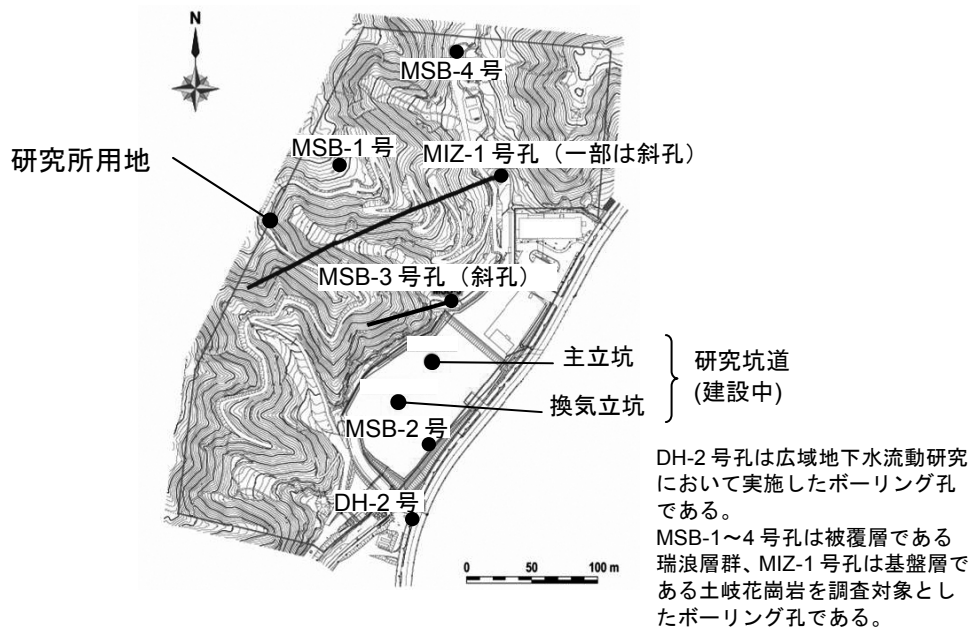 N
MSB-4 号
MSB-1 号
MIZ-1 号孔（一部は斜孔）
研究所用地
MSB-3 号孔（斜孔）
主立坑
換気立坑
研究坑道
(建設中)
MSB-2 号
DH-2 号
0 50 100 m
DH-2 号孔は広域地下水流動研究
において実施したボーリング孔
である。
MSB-1～4 号孔は被覆層である
瑞浪層群、MIZ-1 号孔は基盤層で
ある土岐花崗岩を調査対象とし
たボーリング孔である。